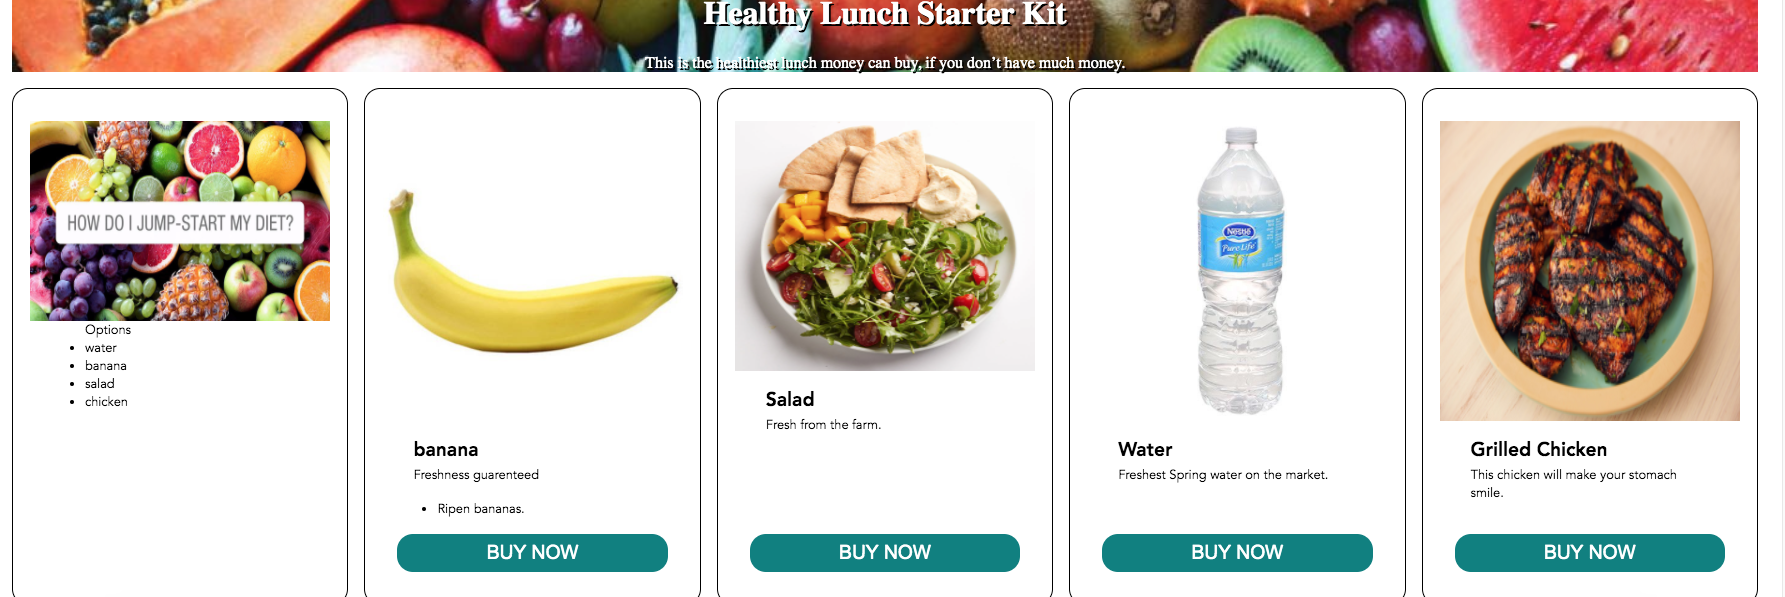 Healthy Lunch Starter Kit
This is the healthiest lunch money can buy, if you don't have much money.
HOW DO I JUMP-START MY DIET?
Options
water
banana
salad
chicken
banana
Freshness guarenteed
Ripen bananas.
BUY NOW
Salad
Fresh from the farm.
BUY NOW
Nestle
Pure Life
Water
Freshest Spring water on the market.
BUY NOW
Grilled Chicken
This chicken will make your stomach
smile.
BUY NOW